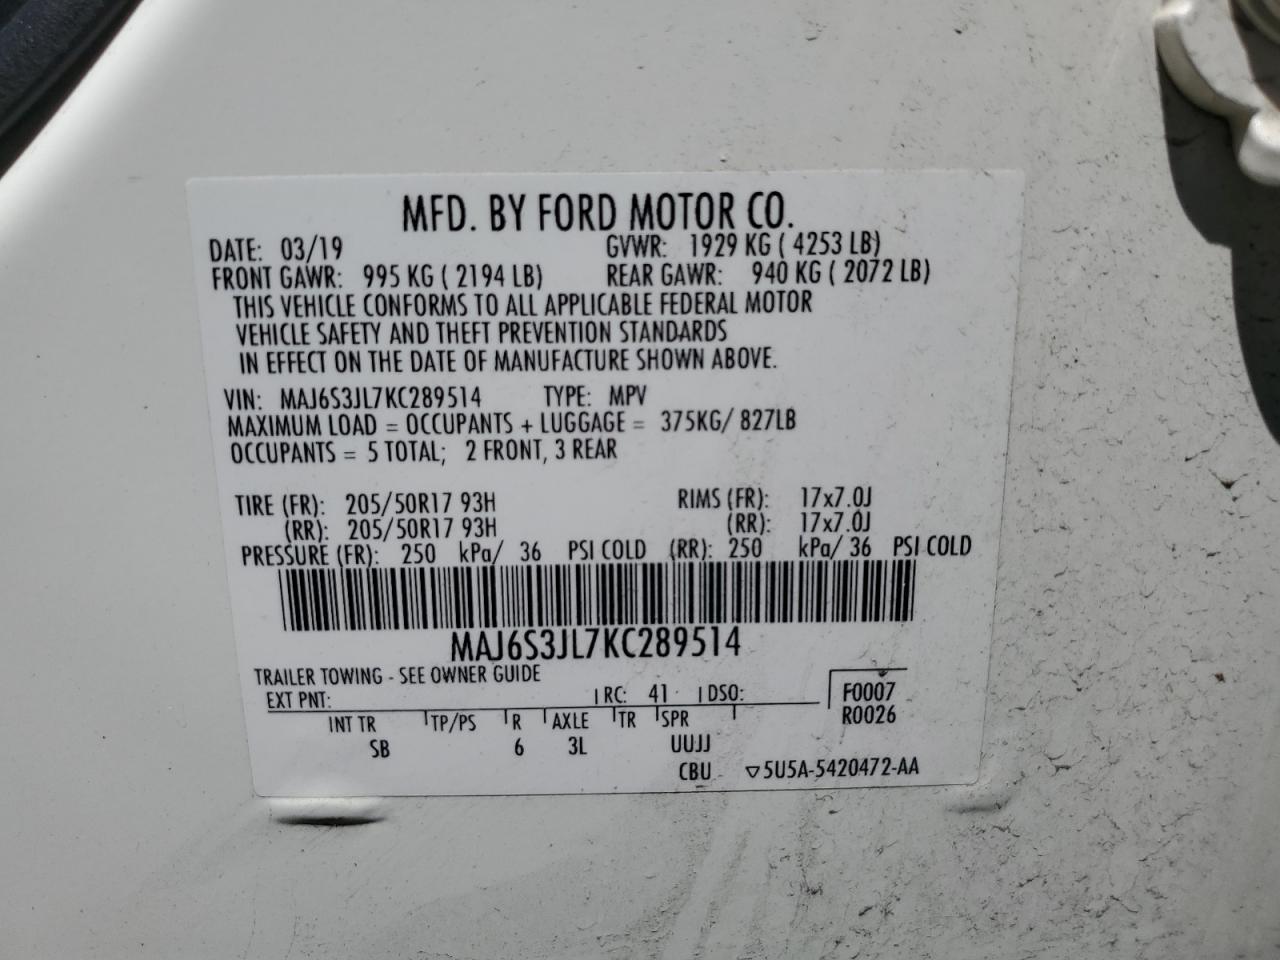 MFD. BY FORD MOTOR CO.
DATE: 03/19 GVWR: 1929 KG ( 4253 LB)
FRONT GAWR: 995 KG ( 2194 LB) REAR GAWR: 940 KG ( 2072 LB)
THIS VEHICLE CONFORMS TO ALL APPLICABLE FEDERAL MOTOR
VEHICLE SAFETY AND THEFT PREVENTION STANDARDS
IN EFFECT ON THE DATE OF MANUFACTURE SHOWN ABOVE.
VIN: MAJ6S3JL7KC289514 TYPE: MPV
MAXIMUM LOAD = OCCUPANTS + LUGGAGE = 375KG/ 827LB
OCCUPANTS = 5 TOTAL; 2 FRONT, 3 REAR
TIRE (FR): 205/50R17 93H RIMS (FR): 17x7.0J
(RR): 205/50R17 93H (RR): 17x7.0J
PRESSURE (FR): 250 kPa/ 36 PSI COLD (RR): 250 kPa/ 36 PSI COLD
MAJ6S3JL7KC289514
TRAILER TOWING - SEE OWNER GUIDE
EXT PNT: RC: 41 DSO: F0007
R0026
INT TR TP/PS R AXLE TR SPR
SB 6 3L UUJJ
CBU ▽5U5A-5420472-AA